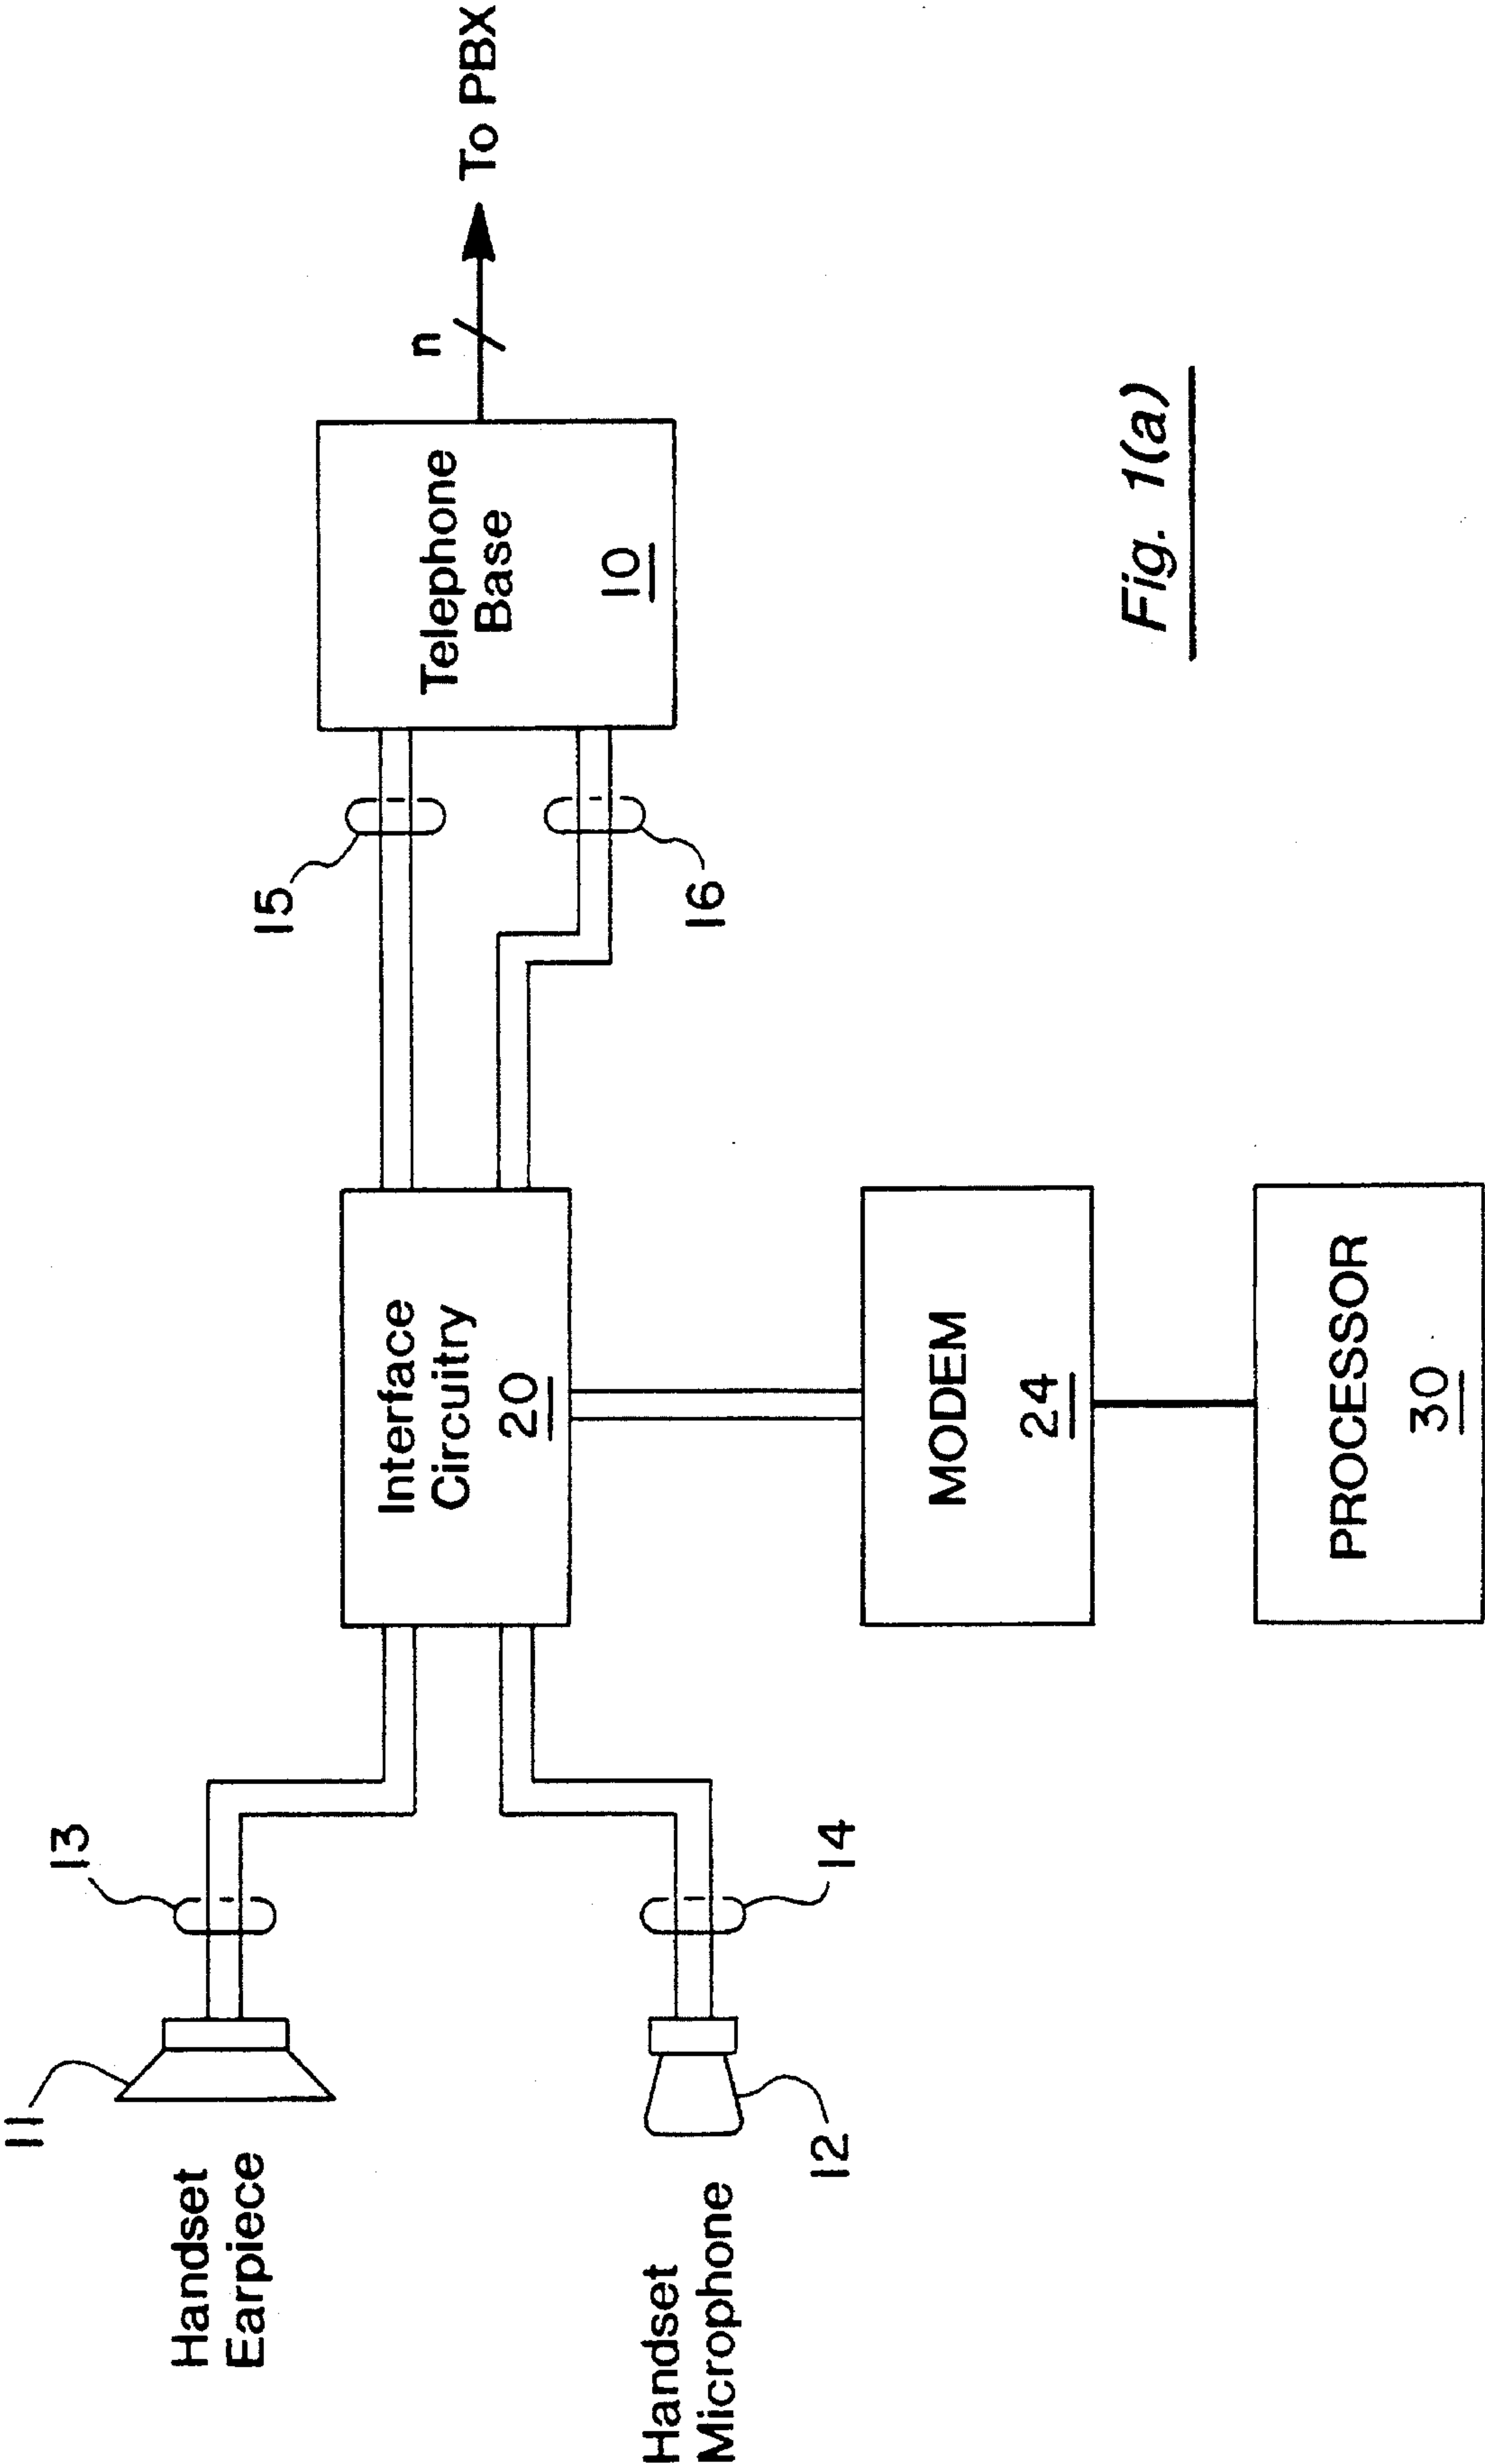 11
Handset
Earpiece
13
Handset
Microphone
12
14
Interface
Circuitry
20
MODEM
24
PROCESSOR
30
15
16
Telephone
Base
10
n
To PBX
Fig. 1(a)